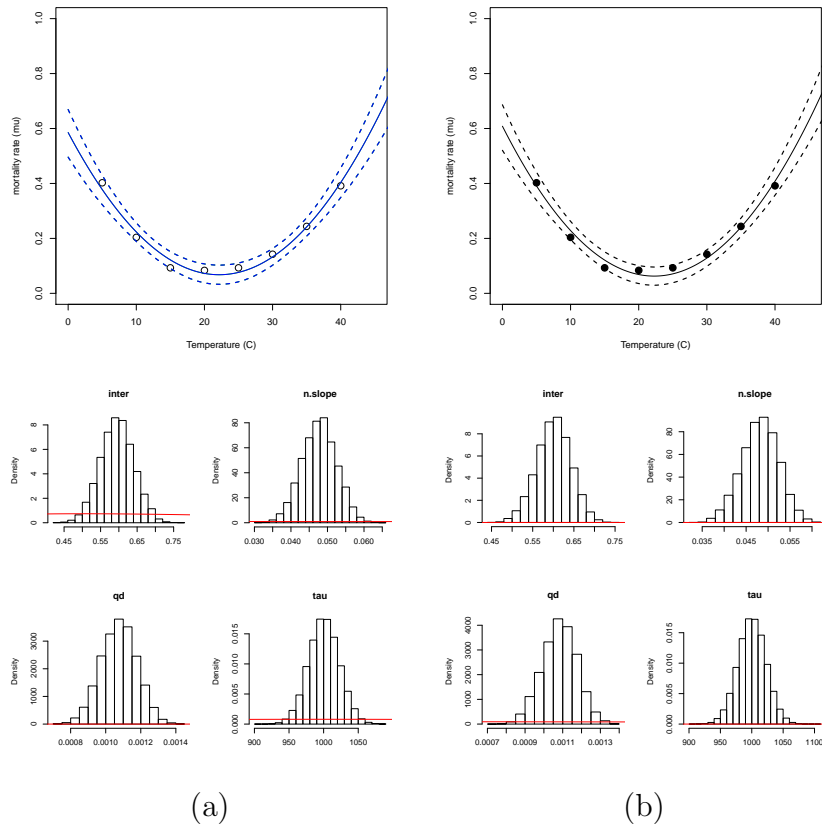 mortality rate (mu)
0.0 0.2 0.4 0.6 0.8 1.0
0 10 20 30 40
Temperature (C)
mortality rate (mu)
0.0 0.2 0.4 0.6 0.8 1.0
0 10 20 30 40
Temperature (C)
inter
Density
0 2 4 6 8
0.45 0.55 0.65 0.75
n.slope
Density
0 20 40 60 80
0.030 0.040 0.050 0.060
inter
Density
0 2 4 6 8
0.45 0.55 0.65 0.75
n.slope
Density
0 20 40 60 80
0.035 0.045 0.055
qd
Density
0 1000 2000 3000
0.0008 0.0010 0.0012 0.0014
tau
Density
0.000 0.005 0.010 0.015
900 950 1000 1050
qd
Density
0 1000 2000 3000 4000
0.0007 0.0009 0.0011 0.0013
tau
Density
0.000 0.005 0.010 0.015
900 950 1000 1050 1100
(a)
(b)